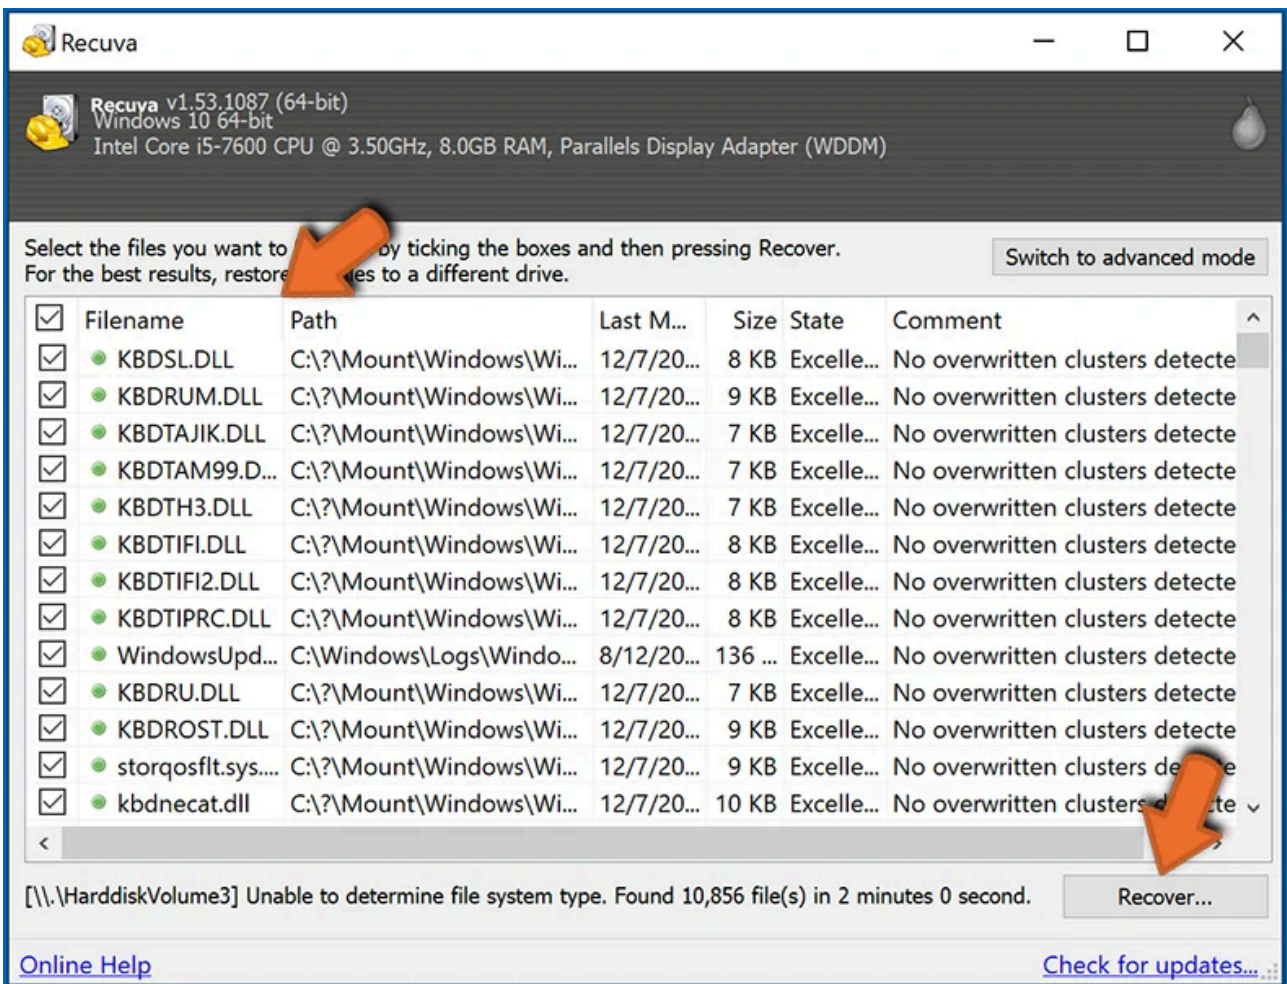 Recuva
Recuva v1.53.1087 (64-bit)
Windows 10 64-bit
Intel Core i5-7600 CPU @ 3.50GHz, 8.0GB RAM, Parallels Display Adapter (WDDM)
Select the files you want to by ticking the boxes and then pressing Recover.
For the best results, restore to a different drive.
Switch to advanced mode
Filename Path Last M... Size State Comment
KBDSL.DLL C:\?\Mount\Windows\Wi... 12/7/20... 8 KB Excelle... No overwritten clusters detecte
KBDRUM.DLL C:\?\Mount\Windows\Wi... 12/7/20... 9 KB Excelle... No overwritten clusters detecte
KBDTAJIK.DLL C:\?\Mount\Windows\Wi... 12/7/20... 7 KB Excelle... No overwritten clusters detecte
KBDTAM99.D... C:\?\Mount\Windows\Wi... 12/7/20... 7 KB Excelle... No overwritten clusters detecte
KBDTH3.DLL C:\?\Mount\Windows\Wi... 12/7/20... 7 KB Excelle... No overwritten clusters detecte
KBDTIFI.DLL C:\?\Mount\Windows\Wi... 12/7/20... 8 KB Excelle... No overwritten clusters detecte
KBDTIFI2.DLL C:\?\Mount\Windows\Wi... 12/7/20... 8 KB Excelle... No overwritten clusters detecte
KBDTIPRC.DLL C:\?\Mount\Windows\Wi... 12/7/20... 8 KB Excelle... No overwritten clusters detecte
WindowsUpd... C:\Windows\Logs\Windo... 8/12/20... 136 ... Excelle... No overwritten clusters detecte
KBDRU.DLL C:\?\Mount\Windows\Wi... 12/7/20... 7 KB Excelle... No overwritten clusters detecte
KBDROST.DLL C:\?\Mount\Windows\Wi... 12/7/20... 9 KB Excelle... No overwritten clusters detecte
storqosflt.sys.... C:\?\Mount\Windows\Wi... 12/7/20... 9 KB Excelle... No overwritten clusters
kbdnecat.dll C:\?\Mount\Windows\Wi... 12/7/20... 10 KB Excelle... No overwritten clusters
[\\.\HarddiskVolume3] Unable to determine file system type. Found 10,856 file(s) in 2 minutes 0 second.
Recover...
Online Help
Check for updates...